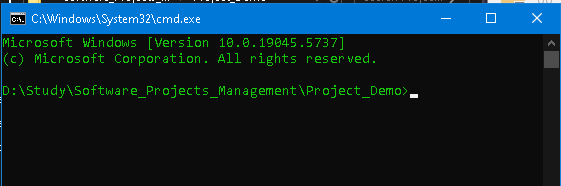 C:\Windows\System32\cmd.exe
Microsoft Windows [Version 10.0.19045.5737]
(c) Microsoft Corporation. All rights reserved.
D:\Study\Software_Projects_Management\Project_Demo>